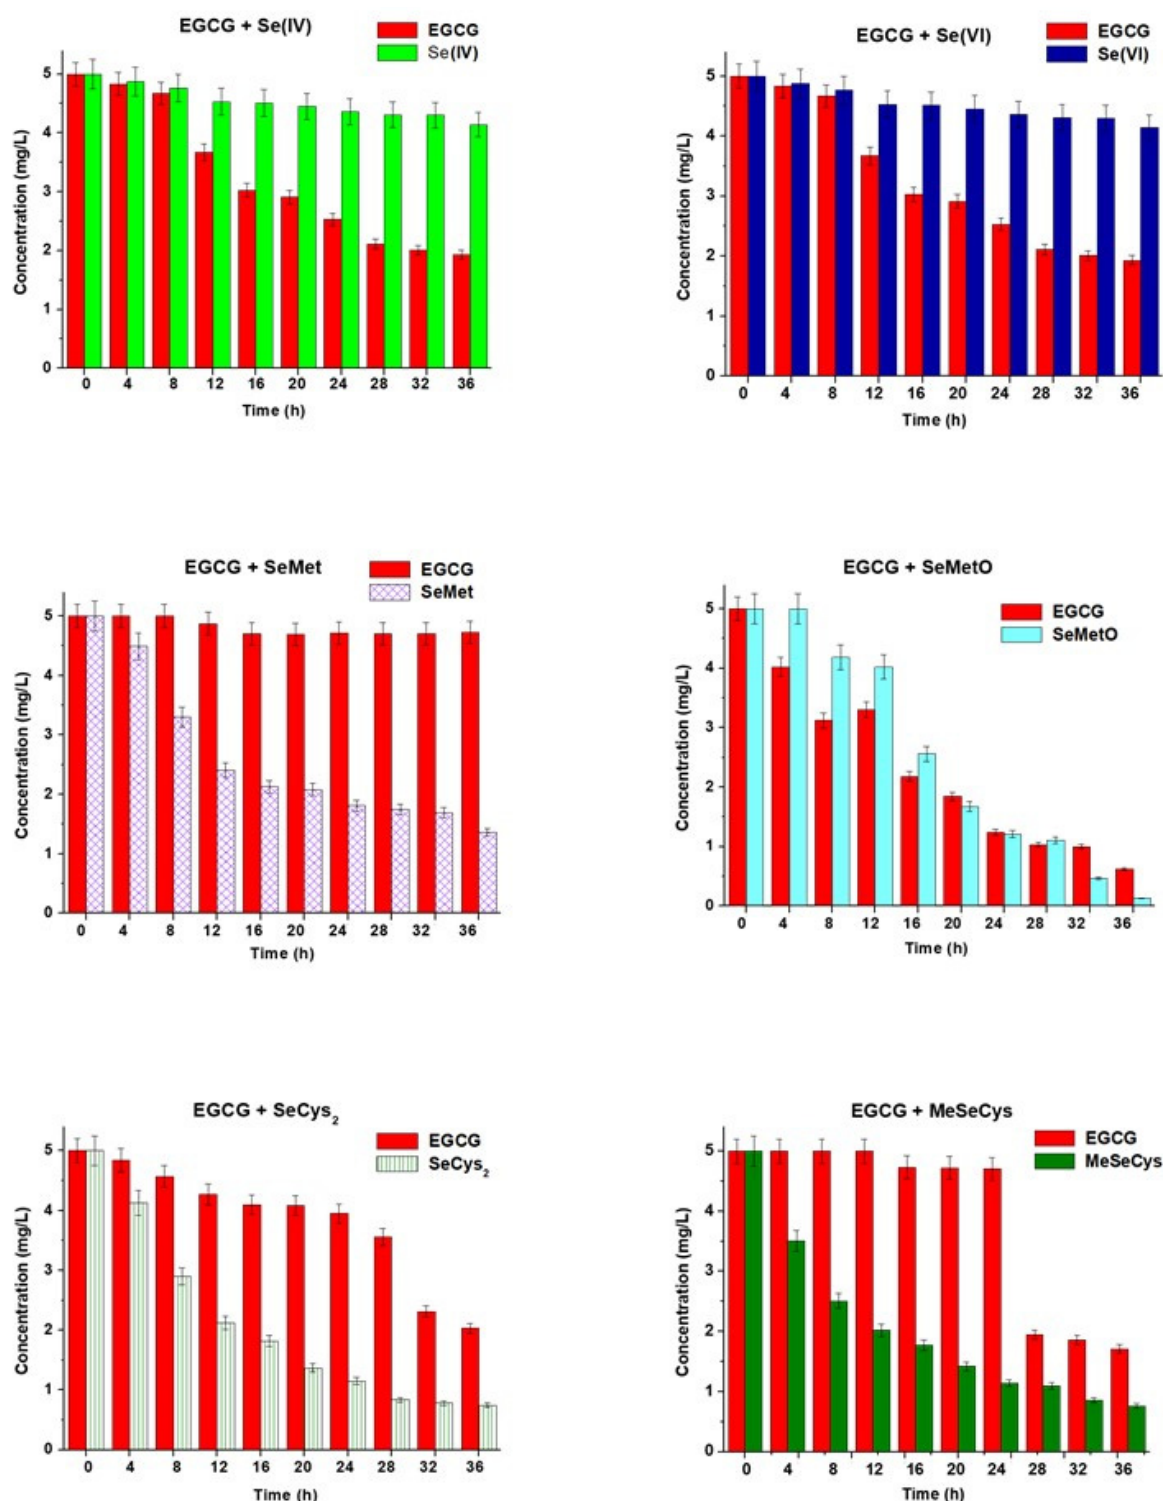 EGCG + Se(IV)
EGCG
Se(IV)
Concentration (mg/L)
5
4
3
2
1
0
0 4 8 12 16 20 24 28 32 36
Time (h)
EGCG + Se(VI)
EGCG
Se(VI)
Concentration (mg/L)
5
4
3
2
1
0
0 4 8 12 16 20 24 28 32 36
Time (h)
EGCG + SeMet
EGCG
SeMet
Concentration (mg/L)
5
4
3
2
1
0
0 4 8 12 16 20 24 28 32 36
Time (h)
EGCG + SeMetO
EGCG
SeMetO
Concentration (mg/L)
5
4
3
2
1
0
0 4 8 12 16 20 24 28 32 36
Time (h)
EGCG + SeCys₂
EGCG
SeCys₂
Concentration (mg/L)
5
4
3
2
1
0
0 4 8 12 16 20 24 28 32 36
Time (h)
EGCG + MeSeCys
EGCG
MeSeCys
Concentration (mg/L)
5
4
3
2
1
0
0 4 8 12 16 20 24 28 32 36
Time (h)